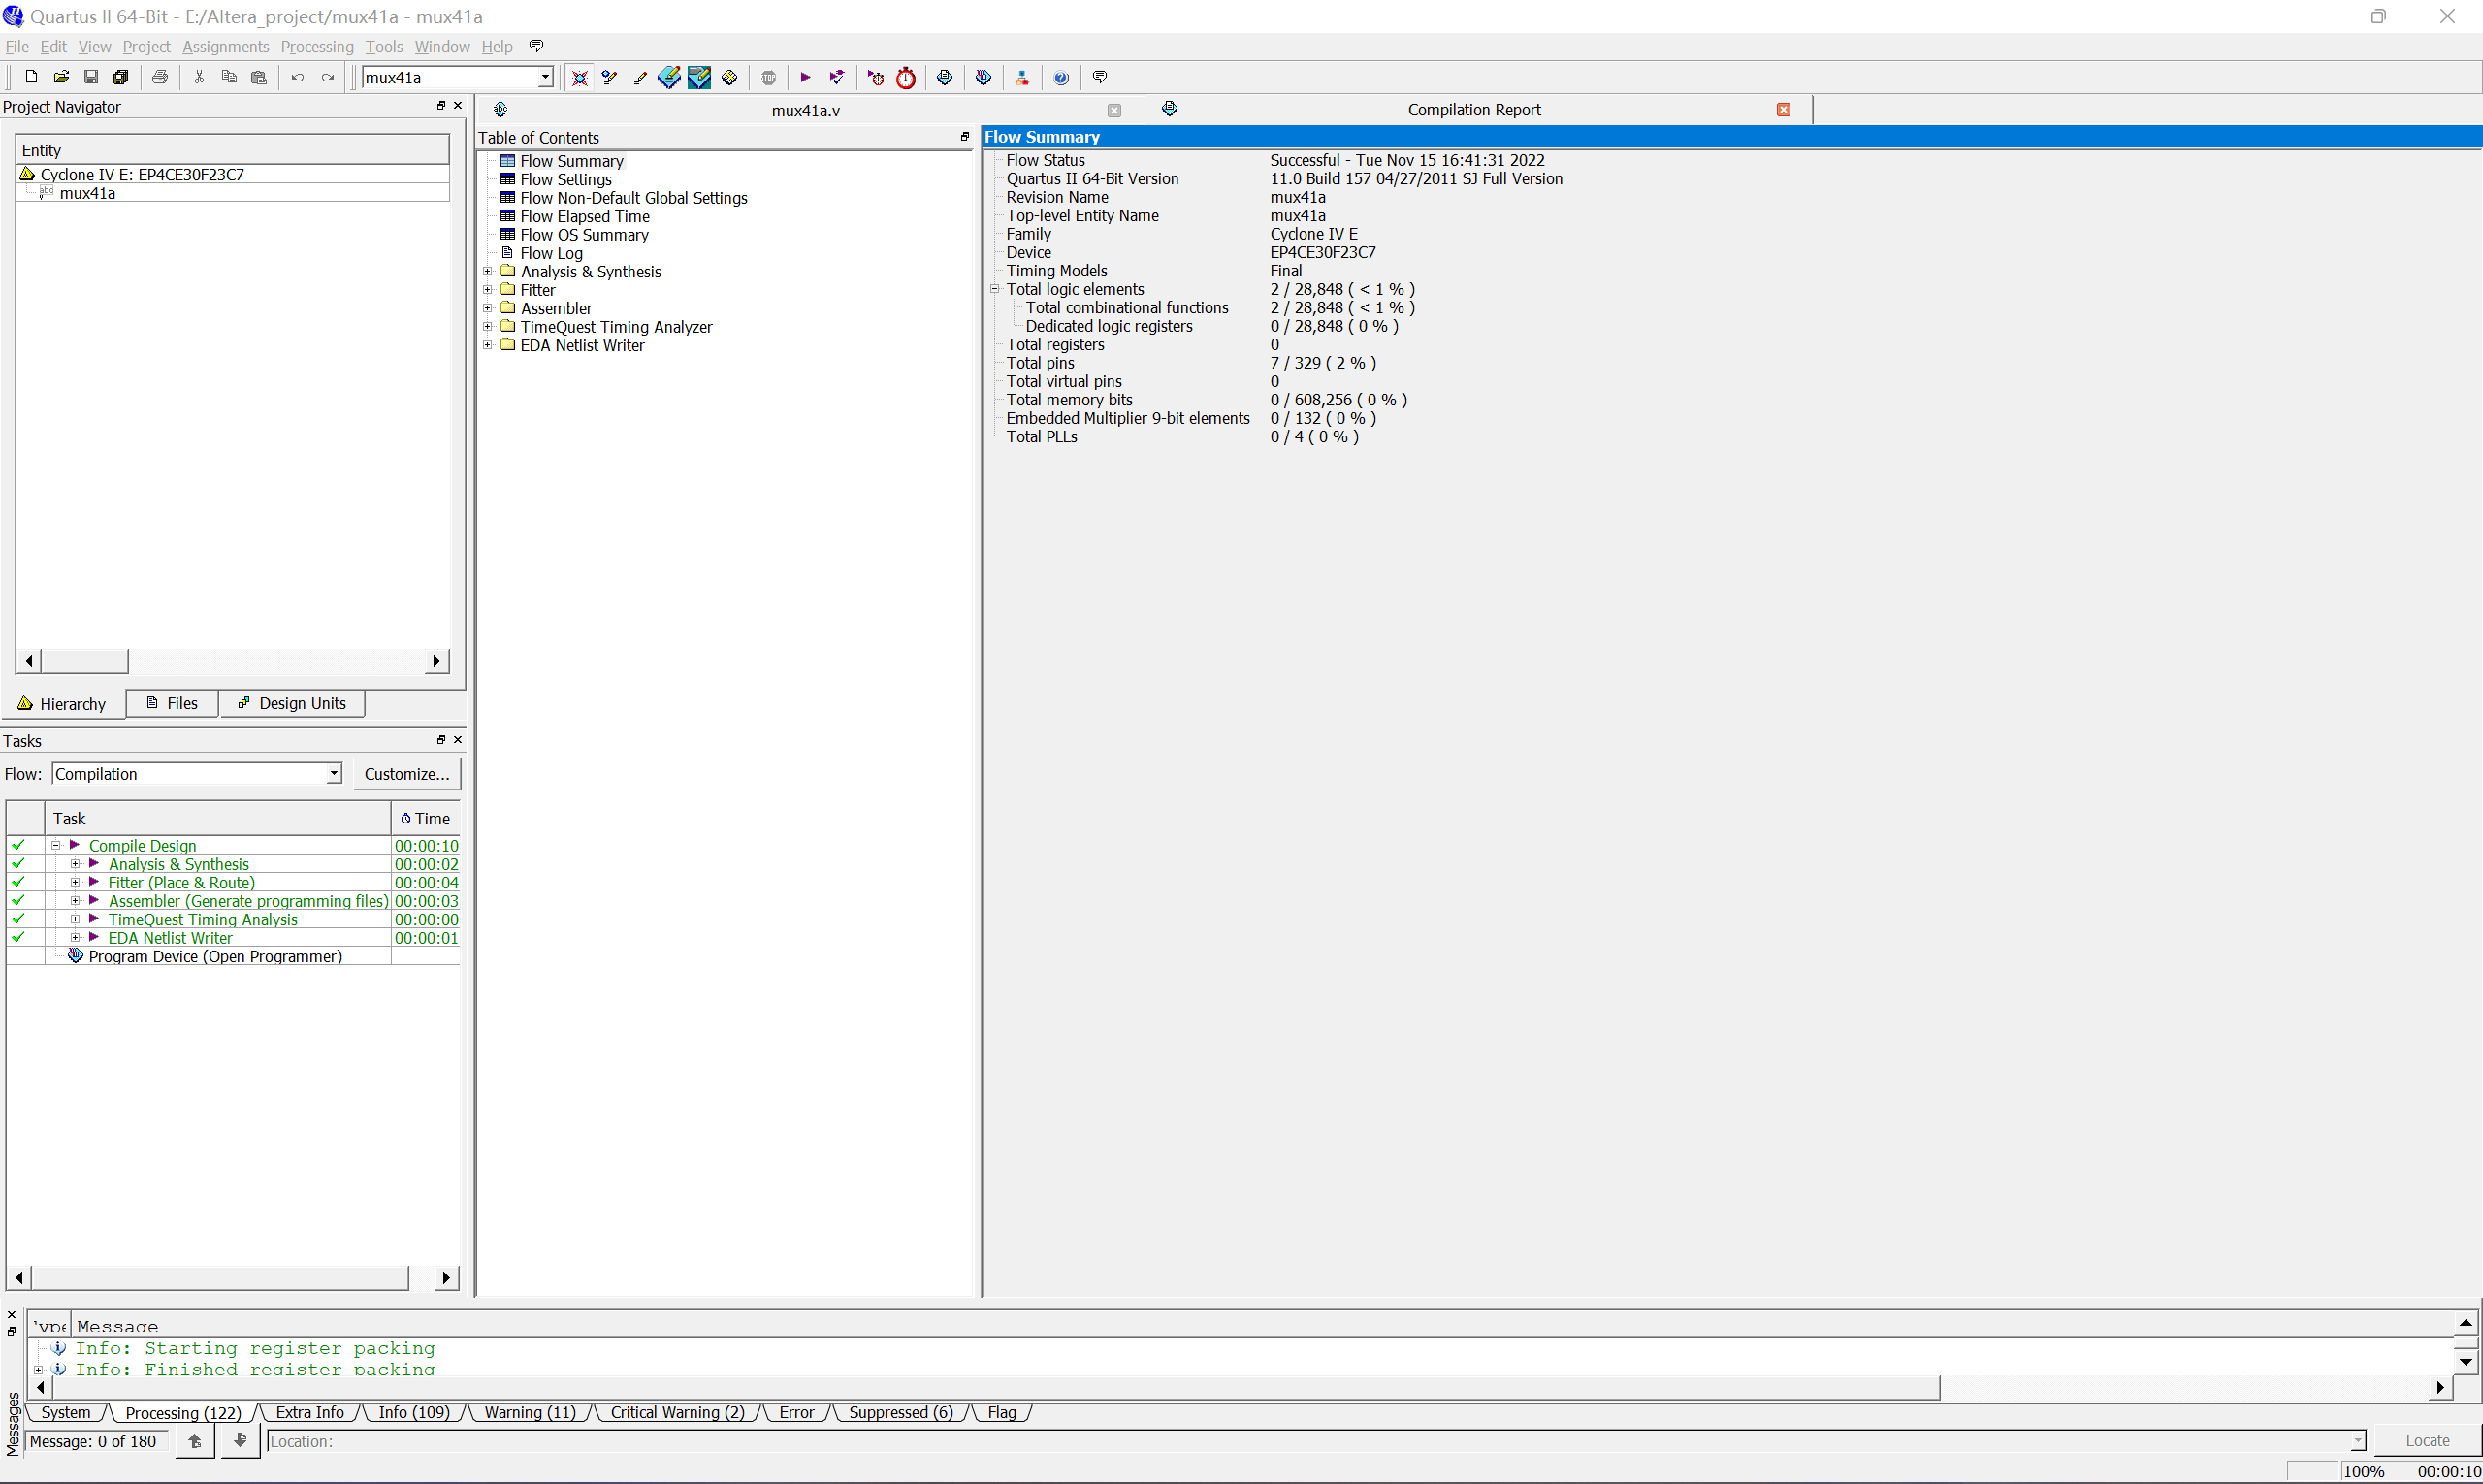 Quartus II 64-Bit - E:/Altera_project/mux41a - mux41a
File Edit View Project Assignments Processing Tools Window Help
mux41a
Project Navigator
Entity
Cyclone IV E: EP4CE30F23C7
mux41a
Hierarchy Files Design Units
Tasks
Flow: Compilation Customize...
Task Time
Compile Design 00:00:10
Analysis & Synthesis 00:00:02
Fitter (Place & Route) 00:00:04
Assembler (Generate programming files) 00:00:03
TimeQuest Timing Analysis 00:00:00
EDA Netlist Writer 00:00:01
Program Device (Open Programmer)
mux41a.v Compilation Report
Table of Contents
Flow Summary
Flow Settings
Flow Non-Default Global Settings
Flow Elapsed Time
Flow OS Summary
Flow Log
Analysis & Synthesis
Fitter
Assembler
TimeQuest Timing Analyzer
EDA Netlist Writer
Flow Summary
Flow Status Successful - Tue Nov 15 16:41:31 2022
Quartus II 64-Bit Version 11.0 Build 157 04/27/2011 SJ Full Version
Revision Name mux41a
Top-level Entity Name mux41a
Family Cyclone IV E
Device EP4CE30F23C7
Timing Models Final
Total logic elements 2 / 28,848 ( < 1 % )
Total combinational functions 2 / 28,848 ( < 1 % )
Dedicated logic registers 0 / 28,848 ( 0 % )
Total registers 0
Total pins 7 / 329 ( 2 % )
Total virtual pins 0
Total memory bits 0 / 608,256 ( 0 % )
Embedded Multiplier 9-bit elements 0 / 132 ( 0 % )
Total PLLs 0 / 4 ( 0 % )
Message
Info: Starting register packing
Info: Finished register packing
System Processing (122) Extra Info Info (109) Warning (11) Critical Warning (2) Error Suppressed (6) Flag
Messages
Message: 0 of 180 Location: Locate
100% 00:00:10